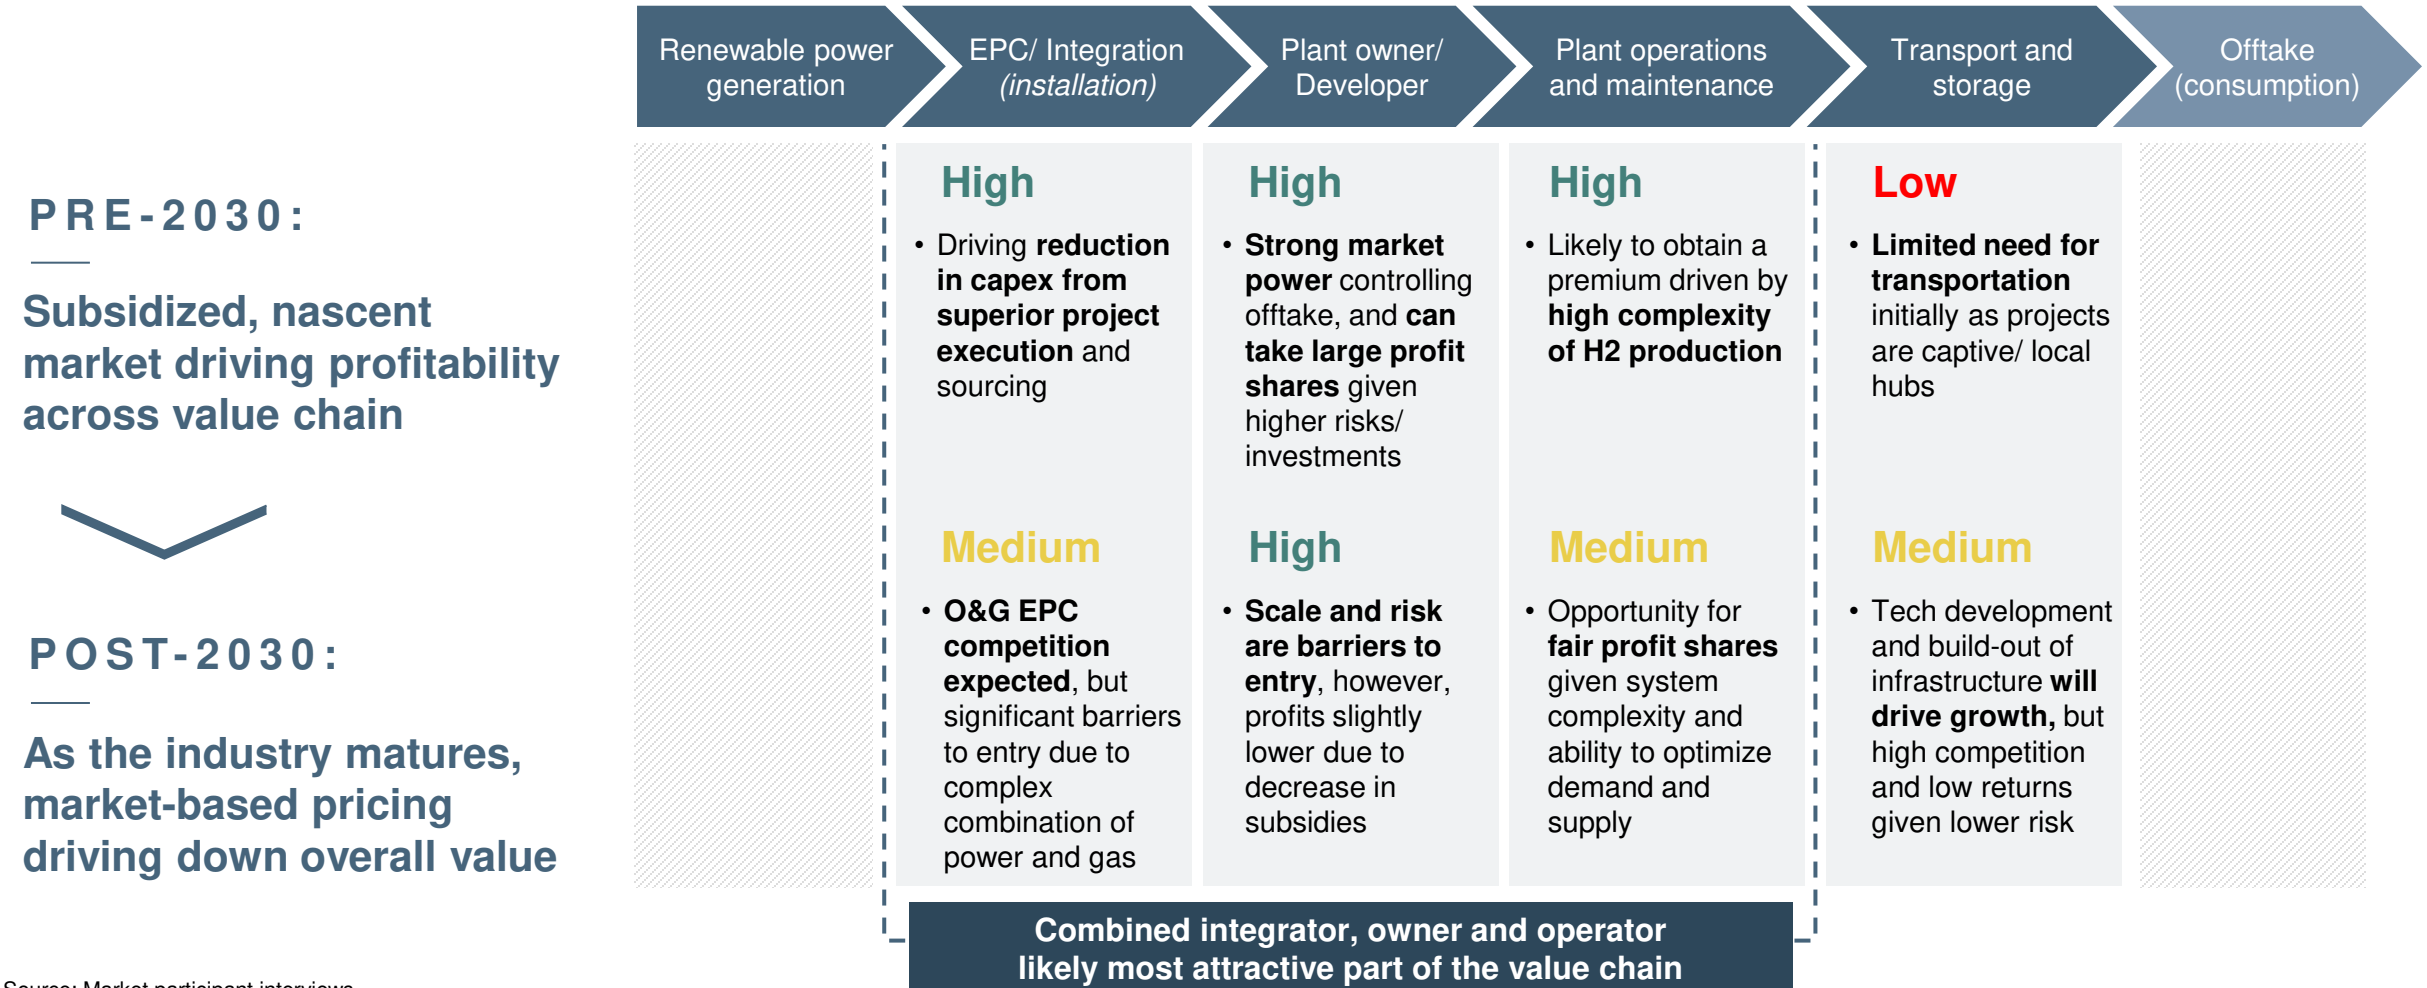 Renewable power
generation
EPC/ Integration
(installation)
Plant owner/
Developer
Plant operations
and maintenance
Transport and
storage
Offtake
(consumption)
PRE-2030:
Subsidized, nascent
market driving profitability
across value chain
High
• Driving reduction
in capex from
superior project
execution and
sourcing
High
• Strong market
power controlling
offtake, and can
take large profit
shares given
higher risks/
investments
High
• Likely to obtain a
premium driven by
high complexity
of H2 production
Low
• Limited need for
transportation
initially as projects
are captive/ local
hubs
POST-2030:
As the industry matures,
market-based pricing
driving down overall value
Medium
• O&G EPC
competition
expected, but
significant barriers
to entry due to
complex
combination of
power and gas
High
• Scale and risk
are barriers to
entry, however,
profits slightly
lower due to
decrease in
subsidies
Medium
• Opportunity for
fair profit shares
given system
complexity and
ability to optimize
demand and
supply
Medium
• Tech development
and build-out of
infrastructure will
drive growth, but
high competition
and low returns
given lower risk
Combined integrator, owner and operator
likely most attractive part of the value chain
Source: Market participant interviews